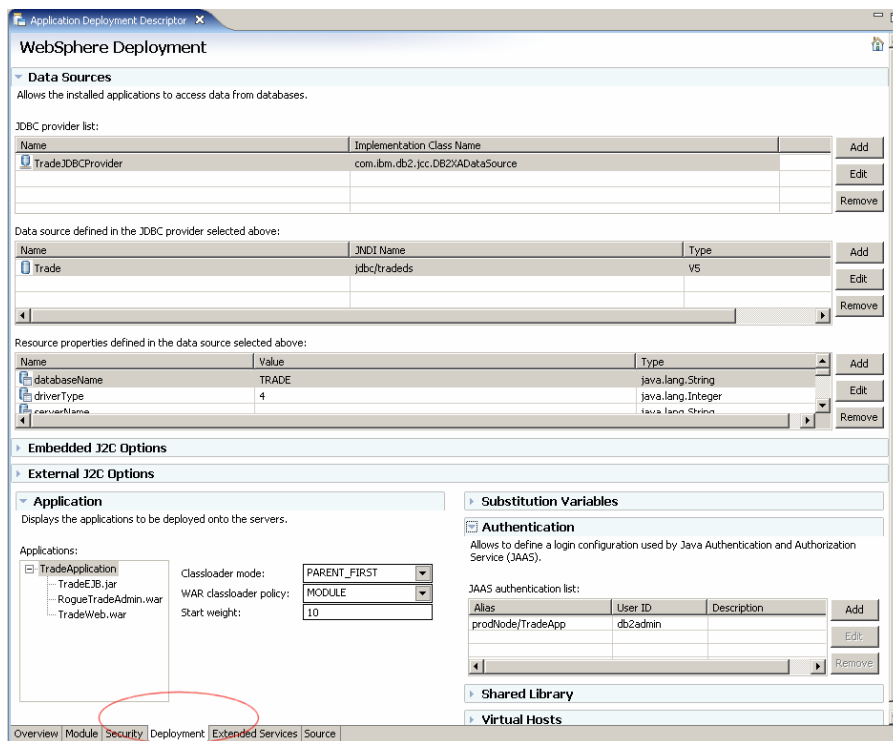 Application Deployment Descriptor
WebSphere Deployment
Data Sources
Allows the installed applications to access data from databases.
JDBC provider list:
Name Implementation Class Name
TradeJDBCProvider com.ibm.db2.jcc.DB2XADataSource
Add
Edit
Remove
Data source defined in the JDBC provider selected above:
Name JNDI Name Type
Trade jdbc/tradeds V5
Add
Edit
Remove
Resource properties defined in the data source selected above:
Name Value Type
databaseName TRADE java.lang.String
driverType 4 java.lang.Integer
serverName java.lang.String
Add
Edit
Remove
Embedded J2C Options
External J2C Options
Application
Displays the applications to be deployed onto the servers.
Applications:
TradeApplication
TradeEJB.jar
RogueTradeAdmin.war
TradeWeb.war
Classloader mode: PARENT_FIRST
WAR classloader policy: MODULE
Start weight: 10
Substitution Variables
Authentication
Allows to define a login configuration used by Java Authentication and Authorization
Service (JAAS).
JAAS authentication list:
Alias User ID Description
prodNode/TradeApp db2admin
Add
Edit
Remove
Shared Library
Virtual Hosts
Overview Module Security Deployment Extended Services Source